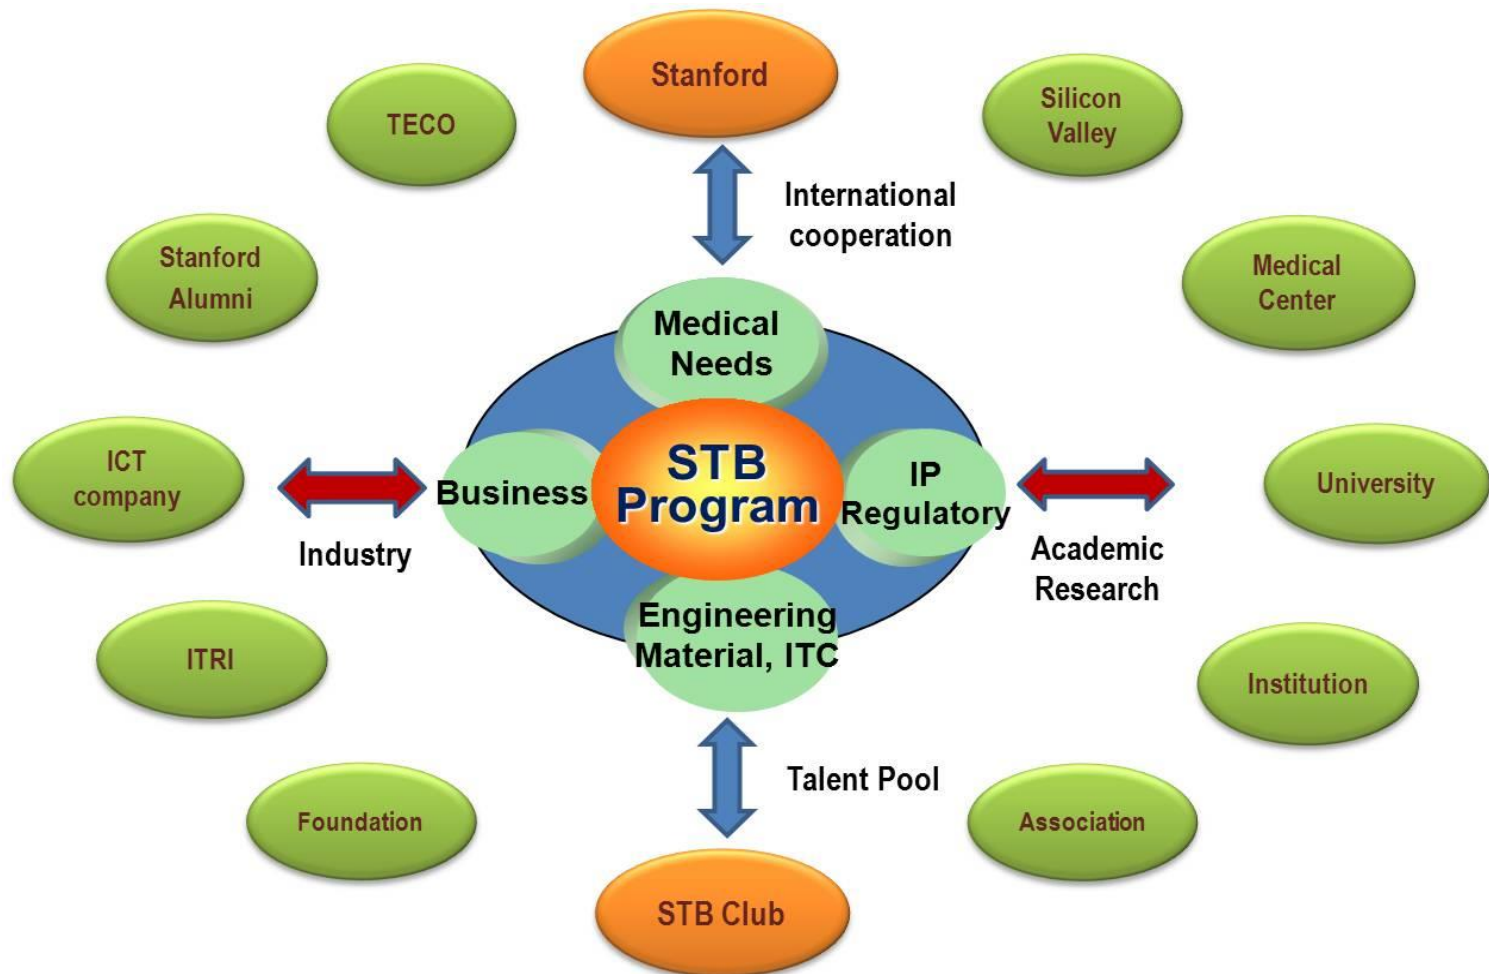 Stanford
TECO
Silicon
Valley
International
cooperation
Stanford
Alumni
Medical
Center
Medical
Needs
ICT
company
Industry
Business
STB
Program
IP
Regulatory
Academic
Research
University
Engineering
Material, ITC
ITRI
Institution
Talent Pool
Foundation
Association
STB Club